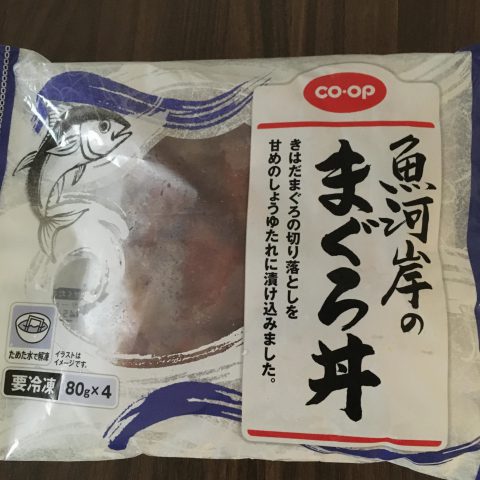 CO・OP
魚河岸の
まぐろ丼
きはだまぐろの切り落としを
甘めのしょうゆたれに漬け込みました。
ためた水で解凍
イラストは
イメージです。
要冷凍
80g×4